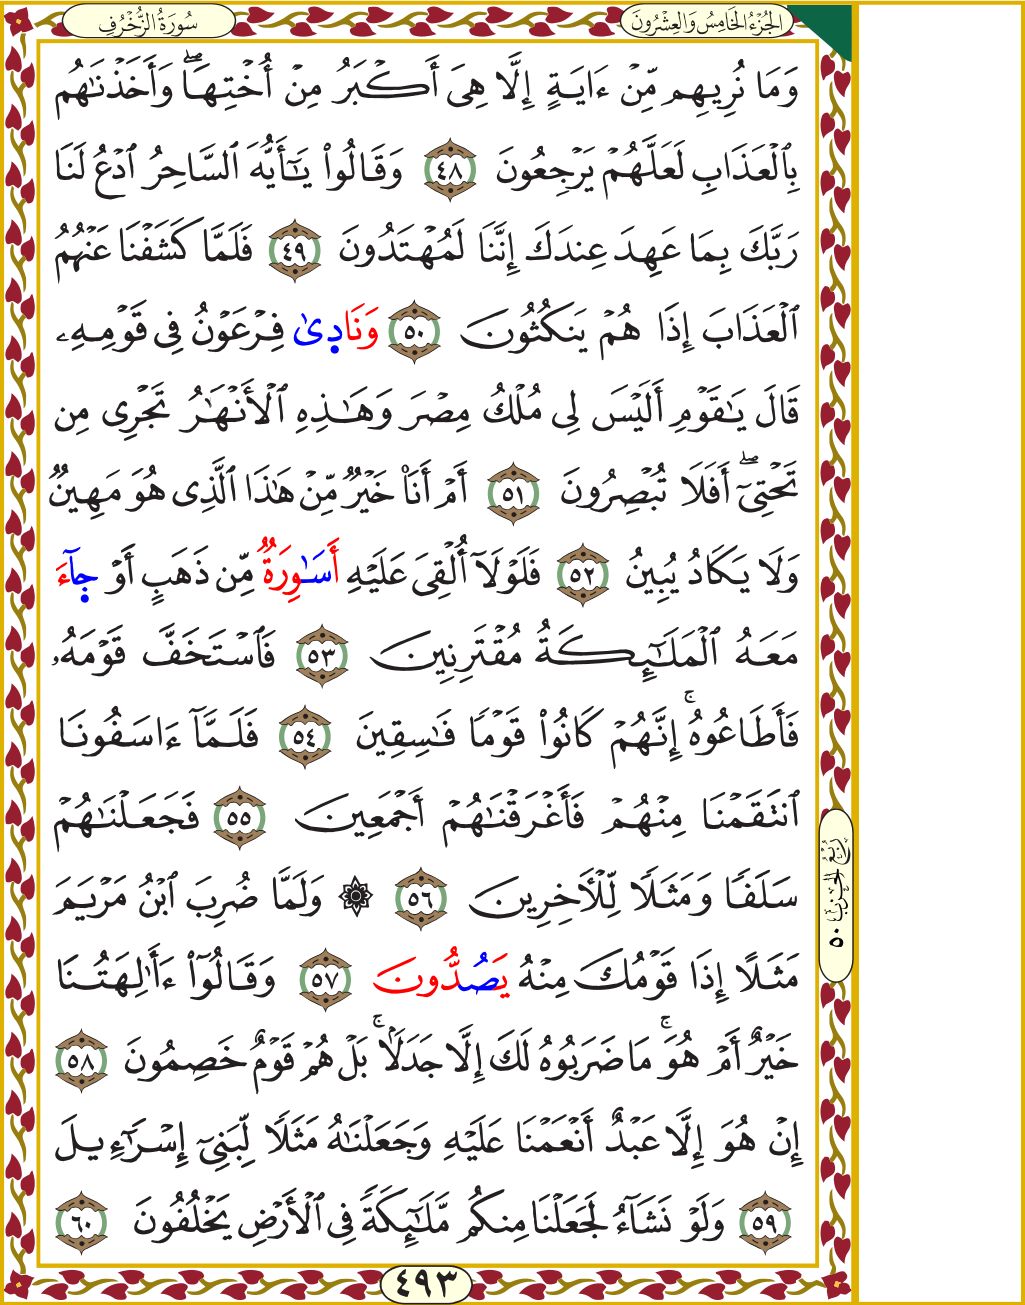 سُورَةُ الزُّخْرُفِ
الجُزْءُ الخَامِسُ وَالعِشْرُونَ
وَمَا نُرِيهِم مِّنْ ءَايَةٍ إِلَّا هِىَ أَكْبَرُ مِنْ أُخْتِهَاۖ وَأَخَذْنَٰهُم
بِٱلْعَذَابِ لَعَلَّهُمْ يَرْجِعُونَ ٤٨ وَقَالُوا۟ يَٰٓأَيُّهَ ٱلسَّاحِرُ ٱدْعُ لَنَا
رَبَّكَ بِمَا عَهِدَ عِندَكَ إِنَّنَا لَمُهْتَدُونَ ٤٩ فَلَمَّا كَشَفْنَا عَنْهُمُ
ٱلْعَذَابَ إِذَا هُمْ يَنكُثُونَ ٥٠ وَنَادٜىٰ فِرْعَوْنُ فِى قَوْمِهِۦ
قَالَ يَٰقَوْمِ أَلَيْسَ لِى مُلْكُ مِصْرَ وَهَٰذِهِ ٱلْأَنْهَٰرُ تَجْرِى مِن
تَحْتِىٓۖ أَفَلَا تُبْصِرُونَ ٥١ أَمْ أَنَا۠ خَيْرٌ مِّنْ هَٰذَا ٱلَّذِى هُوَ مَهِينٌ
وَلَا يَكَادُ يُبِينُ ٥٢ فَلَوْلَآ أُلْقِىَ عَلَيْهِ أَسَٰوِرَةٌ مِّن ذَهَبٍ أَوْ جٜآءَ
مَعَهُ ٱلْمَلَٰٓئِكَةُ مُقْتَرِنِينَ ٥٣ فَٱسْتَخَفَّ قَوْمَهُۥ
فَأَطَاعُوهُۚ إِنَّهُمْ كَانُوا۟ قَوْمًا فَٰسِقِينَ ٥٤ فَلَمَّآ ءَاسَفُونَا
ٱنتَقَمْنَا مِنْهُمْ فَأَغْرَقْنَٰهُمْ أَجْمَعِينَ ٥٥ فَجَعَلْنَٰهُمْ
سَلَفًا وَمَثَلًا لِّلْءَاخِرِينَ ٥٦ ۞ وَلَمَّا ضُرِبَ ٱبْنُ مَرْيَمَ
مَثَلًا إِذَا قَوْمُكَ مِنْهُ يَصُدُّونَ ٥٧ وَقَالُوٓا۟ ءَأَٰلِهَتُنَا
خَيْرٌ أَمْ هُوَۚ مَا ضَرَبُوهُ لَكَ إِلَّا جَدَلًۢاۚ بَلْ هُمْ قَوْمٌ خَصِمُونَ ٥٨
إِنْ هُوَ إِلَّا عَبْدٌ أَنْعَمْنَا عَلَيْهِ وَجَعَلْنَٰهُ مَثَلًا لِّبَنِىٓ إِسْرَٰٓءِيلَ
٥٩ وَلَوْ نَشَآءُ لَجَعَلْنَا مِنكُم مَّلَٰٓئِكَةً فِى ٱلْأَرْضِ يَخْلُفُونَ ٦٠
رُبْعُ الحِزْب ٥٠
٤٩٣